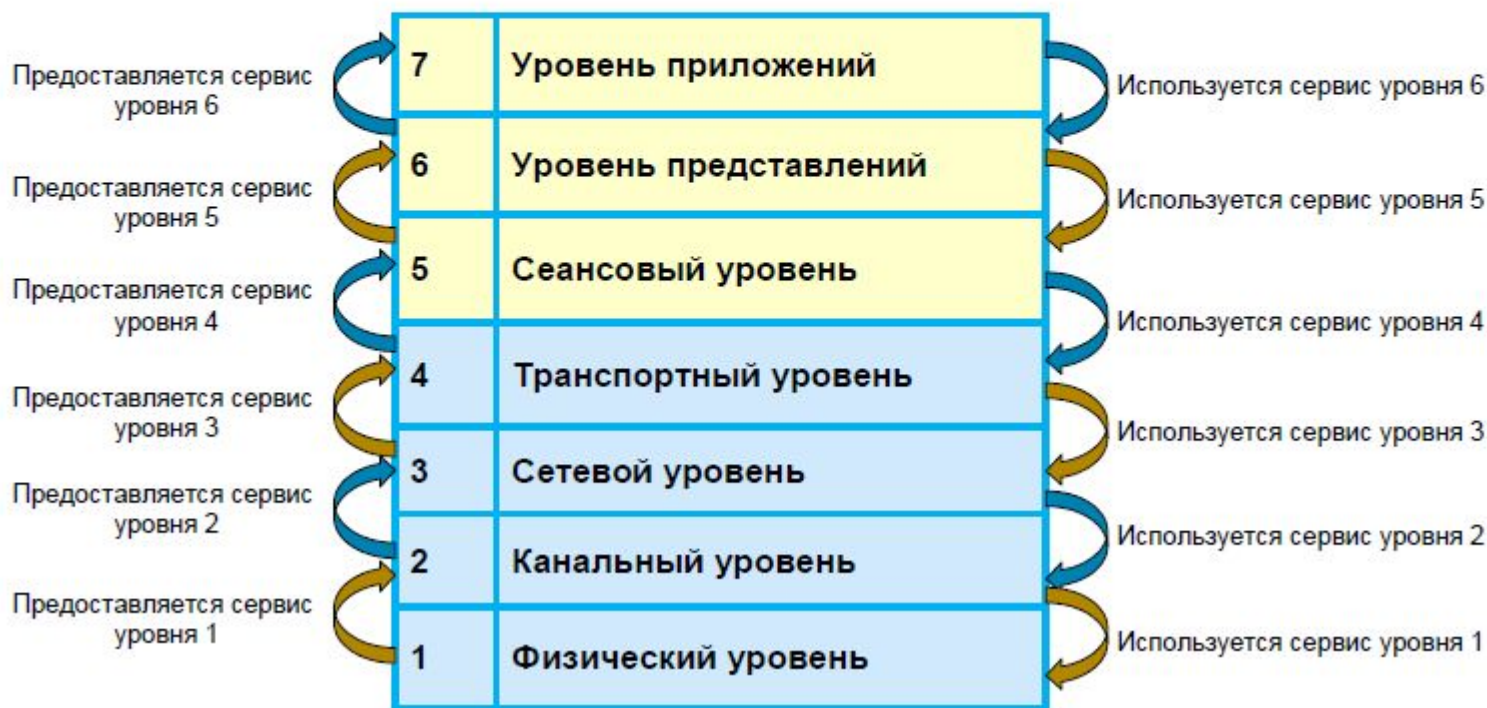 7 Уровень приложений
Предоставляется сервис
уровня 6
Используется сервис уровня 6
6 Уровень представлений
Предоставляется сервис
уровня 5
Используется сервис уровня 5
5 Сеансовый уровень
Предоставляется сервис
уровня 4
Используется сервис уровня 4
4 Транспортный уровень
Предоставляется сервис
уровня 3
Используется сервис уровня 3
3 Сетевой уровень
Предоставляется сервис
уровня 2
Используется сервис уровня 2
2 Канальный уровень
Предоставляется сервис
уровня 1
Используется сервис уровня 1
1 Физический уровень